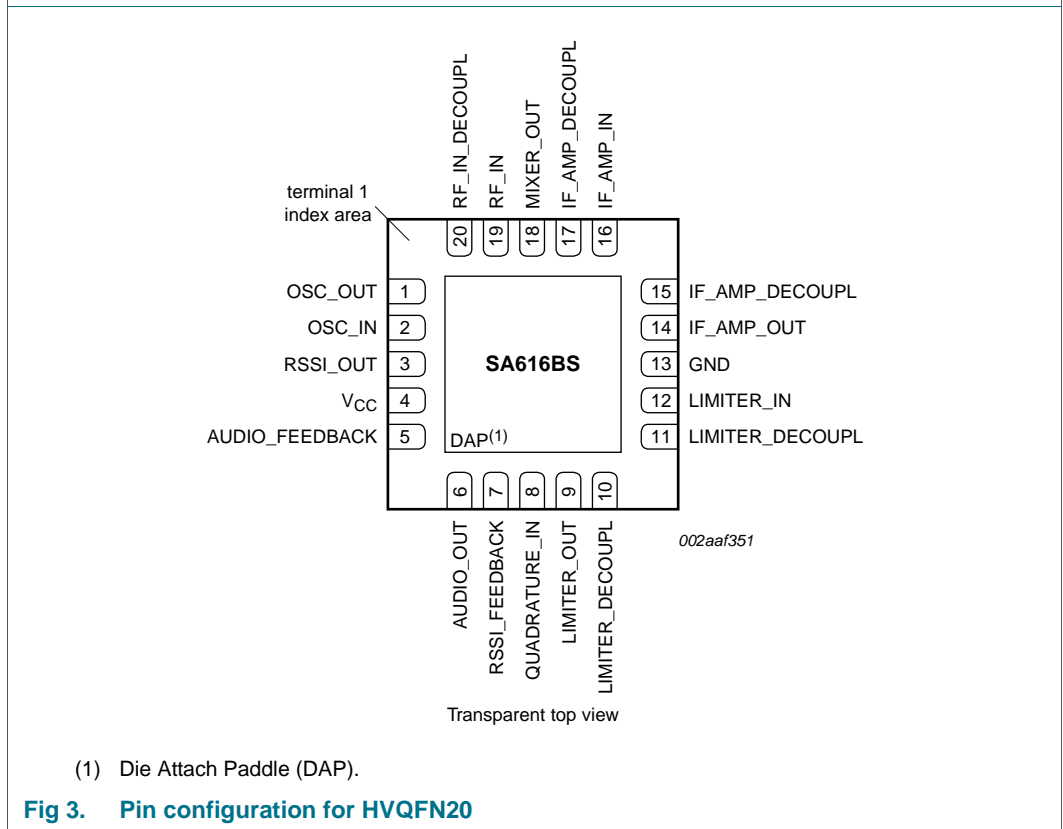 RF_IN_DECOUPL
RF_IN
MIXER_OUT
IF_AMP_DECOUPL
IF_AMP_IN
terminal 1
index area
20
19
18
17
16
OSC_OUT 1
15 IF_AMP_DECOUPL
OSC_IN 2
14 IF_AMP_OUT
RSSI_OUT 3
SA616BS
13 GND
VCC 4
12 LIMITER_IN
AUDIO_FEEDBACK 5
DAP(1)
11 LIMITER_DECOUPL
6
7
8
9
10
AUDIO_OUT
RSSI_FEEDBACK
QUADRATURE_IN
LIMITER_OUT
LIMITER_DECOUPL
002aaf351
Transparent top view
(1) Die Attach Paddle (DAP).
Fig 3. Pin configuration for HVQFN20